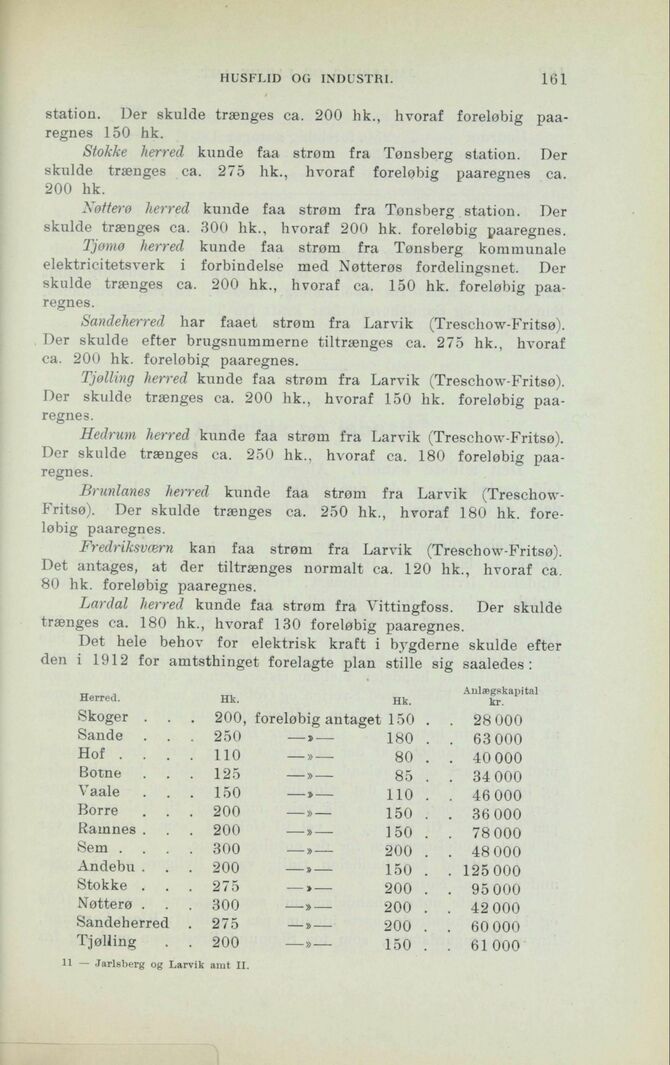 HUSFLID OG INDUSTRI. 161
station. Der skulde trænges ca. 200 hk., hvoraf foreløbig paa-
regnes 150 hk.
Stokke herred kunde faa strøm fra Tønsberg station. Der
skulde trænges ca. 275 hk., hvoraf foreløbig paaregnes ca.
200 hk.
Nøtterø herred kunde faa strøm fra Tønsberg station. Der
skulde trænges ca. 300 hk., hvoraf 200 hk. foreløbig paaregnes.
Tjømø herred kunde faa strøm fra Tønsberg kommunale
elektricitetsverk i forbindelse med Nøtterøs fordelingsnet. Der
skulde trænges ca. 200 hk., hvoraf ca. 150 hk. foreløbig paa-
regnes.
Sandeherred har faaet strøm fra Larvik (Treschow-Fritsø).
Der skulde efter brugsnummerne tiltrænges ca. 275 hk., hvoraf
ca. 200 hk. foreløbig paaregnes.
Tjølling herred kunde faa strøm fra Larvik (Treschow-Fritsø).
Der skulde trænges ca. 200 hk., hvoraf 150 hk. foreløbig paa-
regnes.
Hedrum herred kunde faa strøm fra Larvik (Treschow-Fritsø).
Der skulde trænges ca. 250 hk., hvoraf ca. 180 foreløbig paa-
regnes.
Brunlanes herred kunde faa strøm fra Larvik (Treschow-
Fritsø). Der skulde trænges ca. 250 hk., hvoraf 180 hk. fore-
løbig paaregnes.
Fredriksværn kan faa strøm fra Larvik (Treschow-Fritsø).
Det antages, at der tiltrænges normalt ca. 120 hk., hvoraf ca.
80 hk. foreløbig paaregnes.
Lardal herred kunde faa strøm fra Vittingfoss. Der skulde
trænges ca. 180 hk., hvoraf 130 foreløbig paaregnes.
Det hele behov for elektrisk kraft i bygderne skulde efter
den i 1912 for amtsthinget forelagte plan stille sig saaledes:
Herred. Hk. Hk. Anlægskapital
kr.
Skoger . . . 200, foreløbig antaget 150 . . 28 000
Sande . . . 250 —»— 180 . . 63 000
Hof . . . . 110 —»— 80 . . 40 000
Botne . . . 125 —»— 85 . . 34 000
Vaale . . . 150 —»— 110 . . 46 000
Borre . . . 200 —»— 150 . . 36 000
Ramnes . . . 200 —»— 150 . . 78 000
Sem . . . . 300 —»— 200 . . 48 000
Andebu . . . 200 —»— 150 . . 125 000
Stokke . . . 275 —»— 200 . . 95 000
Nøtterø . . . 300 —»— 200 . . 42 000
Sandeherred . 275 —»— 200 . . 60 000
Tjølling . . 200 —»— 150 . . 61 000
11 — Jarlsberg og Larvik amt II.